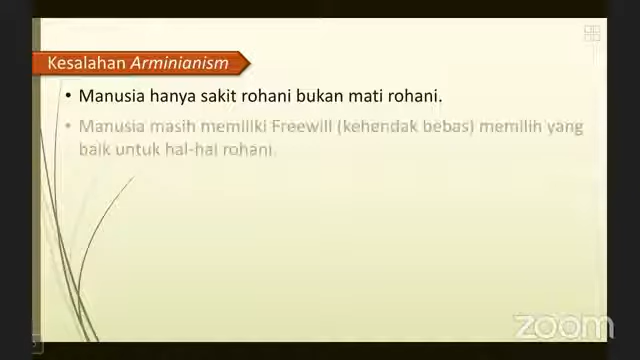 Kesalahan Arminianism
• Manusia hanya sakit rohani bukan mati rohani.
• Manusia masih memiliki Freewill (kehendak bebas) memilih yang
baik untuk hal-hal rohani.
zoom